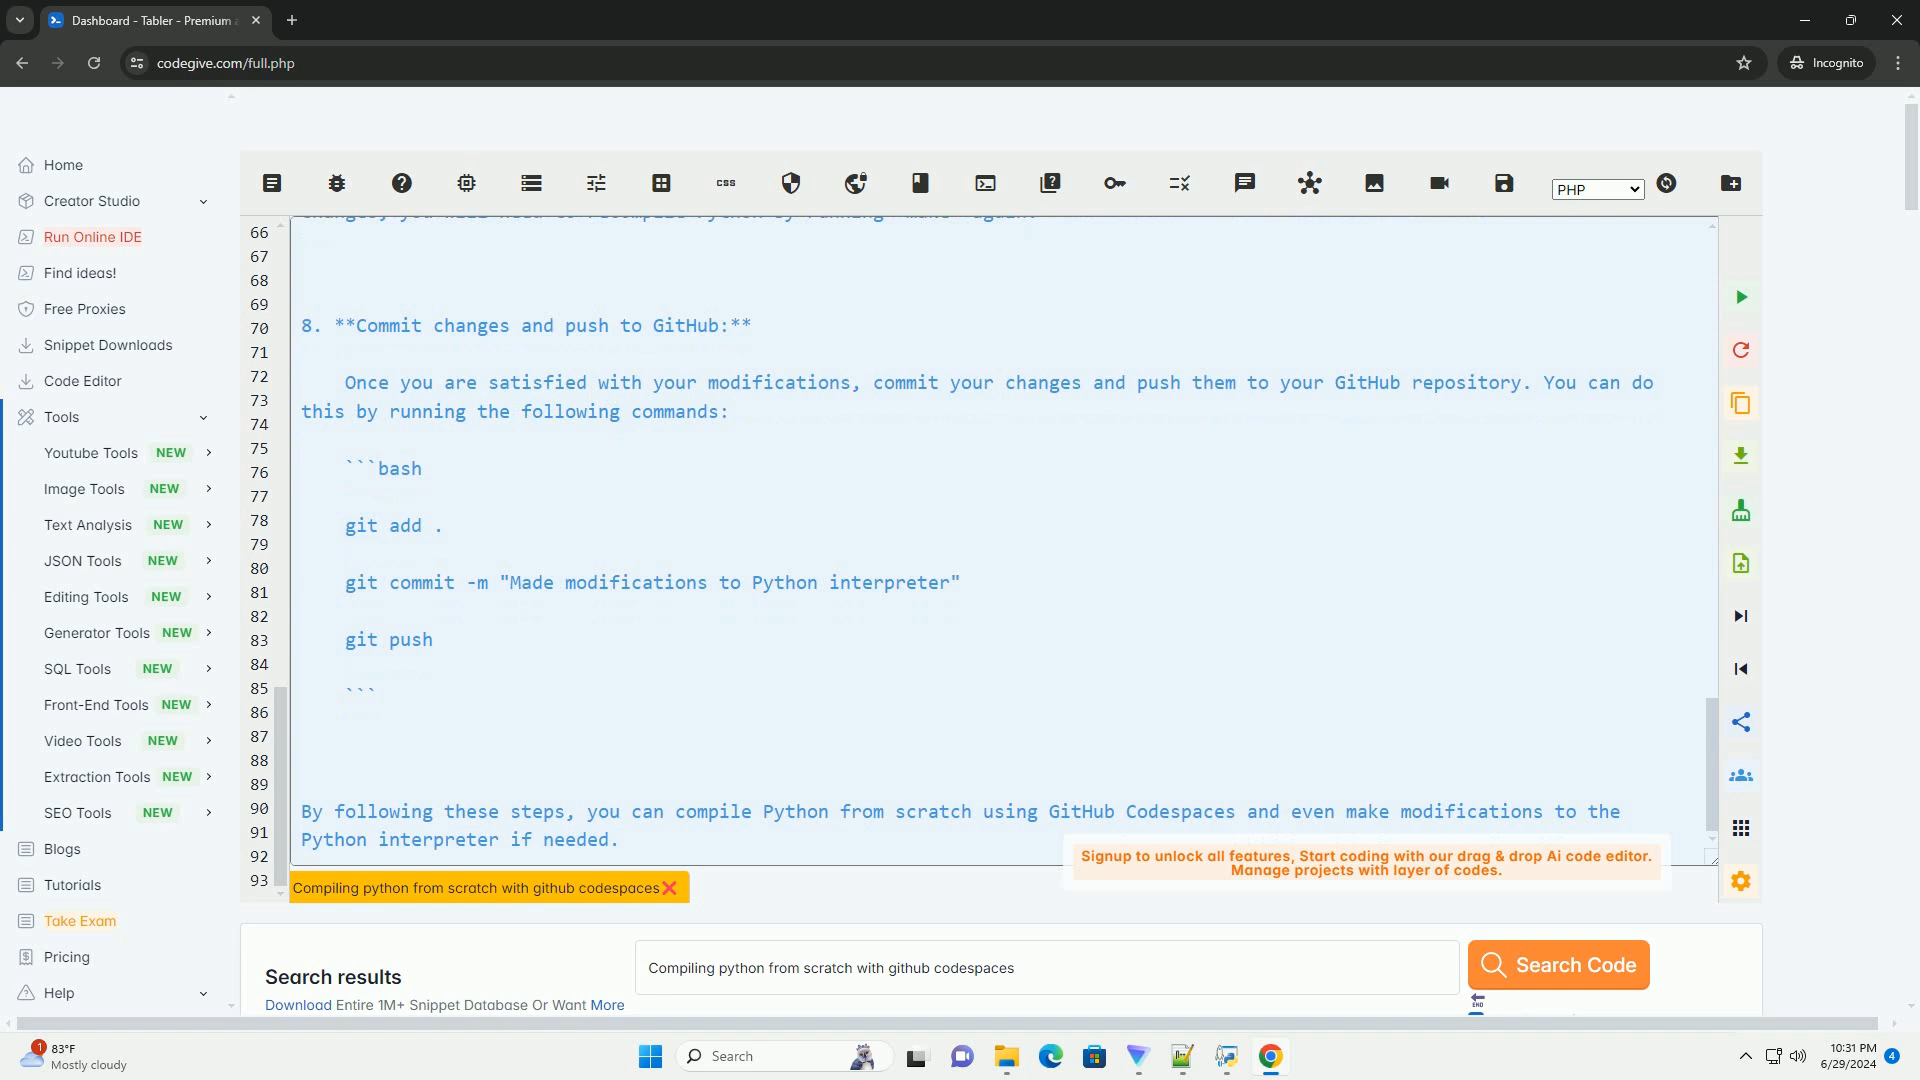 Dashboard - Tabler - Premium
codegive.com/full.php
Incognito
Home
Creator Studio
Run Online IDE
Find ideas!
Free Proxies
Snippet Downloads
Code Editor
Tools
Youtube Tools NEW
Image Tools NEW
Text Analysis NEW
JSON Tools NEW
Editing Tools NEW
Generator Tools NEW
SQL Tools NEW
Front-End Tools NEW
Video Tools NEW
Extraction Tools NEW
SEO Tools NEW
Blogs
Tutorials
Take Exam
Pricing
Help
css
PHP
66
67
68
69
70
71
72
73
74
75
76
77
78
79
80
81
82
83
84
85
86
87
88
89
90
91
92
93
8. **Commit changes and push to GitHub:**
Once you are satisfied with your modifications, commit your changes and push them to your GitHub repository. You can do
this by running the following commands:
```bash
git add .
git commit -m "Made modifications to Python interpreter"
git push
```
By following these steps, you can compile Python from scratch using GitHub Codespaces and even make modifications to the
Python interpreter if needed.
Signup to unlock all features, Start coding with our drag & drop Ai code editor.
Manage projects with layer of codes.
Compiling python from scratch with github codespaces❌
Search results
Download Entire 1M+ Snippet Database Or Want More
Compiling python from scratch with github codespaces
Search Code
END
1
83°F
Mostly cloudy
Search
10:31 PM
6/29/2024
4